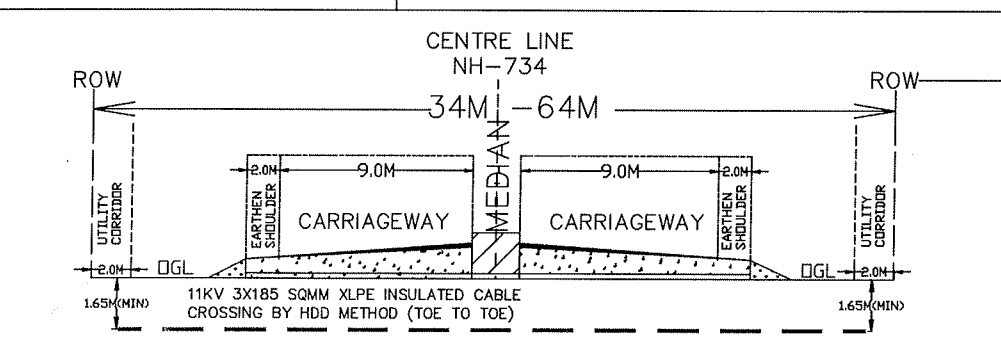 CENTRE LINE
NH-734
ROW
ROW
34M -64M
MEDIAN
2.0M
9.0M
9.0M
2.0M
EARTHEN
SHOULDER
CARRIAGEWAY
CARRIAGEWAY
EARTHEN
SHOULDER
UTILITY
CORRIDOR
UTILITY
CORRIDOR
2.0M
OGL
OGL
2.0M
1.65M(MIN)
11KV 3X185 SQMM XLPE INSULATED CABLE
CROSSING BY HDD METHOD (TOE TO TOE)
1.65M(MIN)